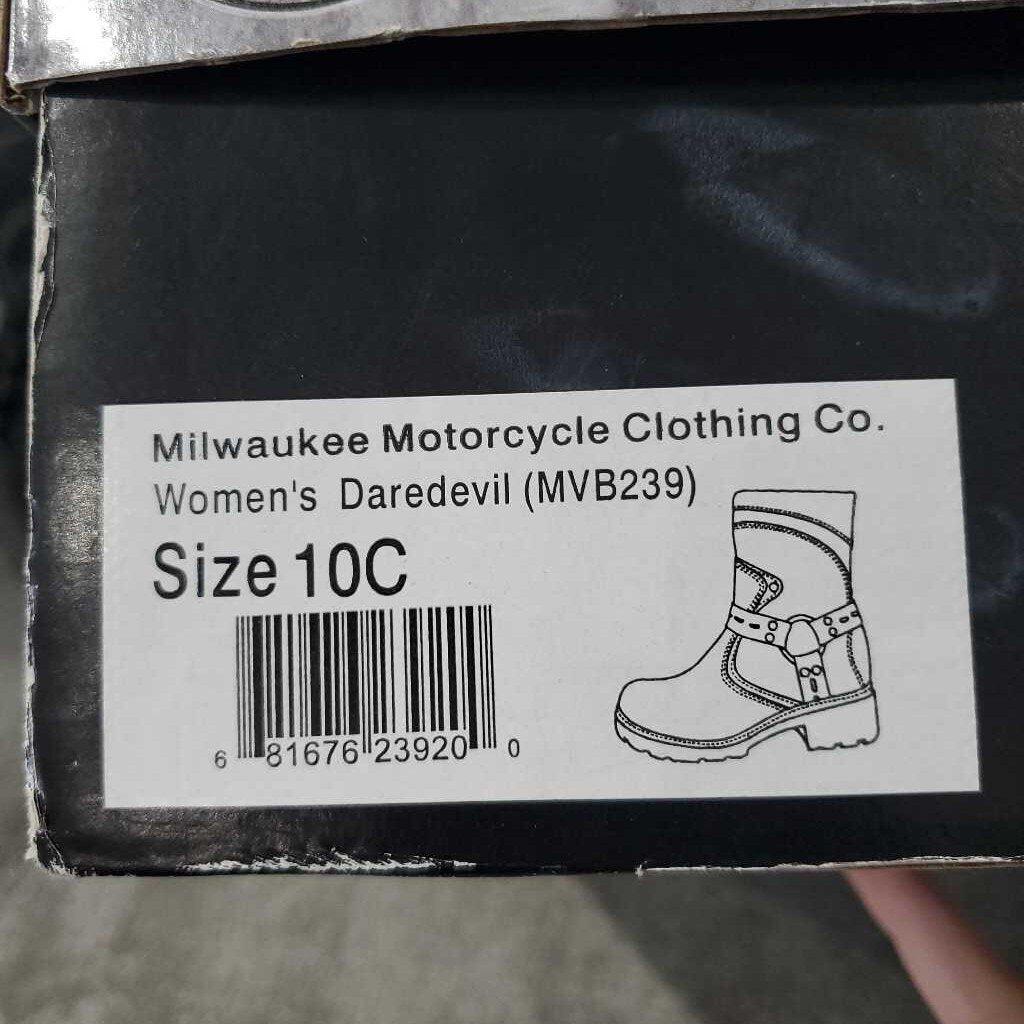 Milwaukee Motorcycle Clothing Co.
Women's Daredevil (MVB239)
Size 10C
6 81676 23920 0